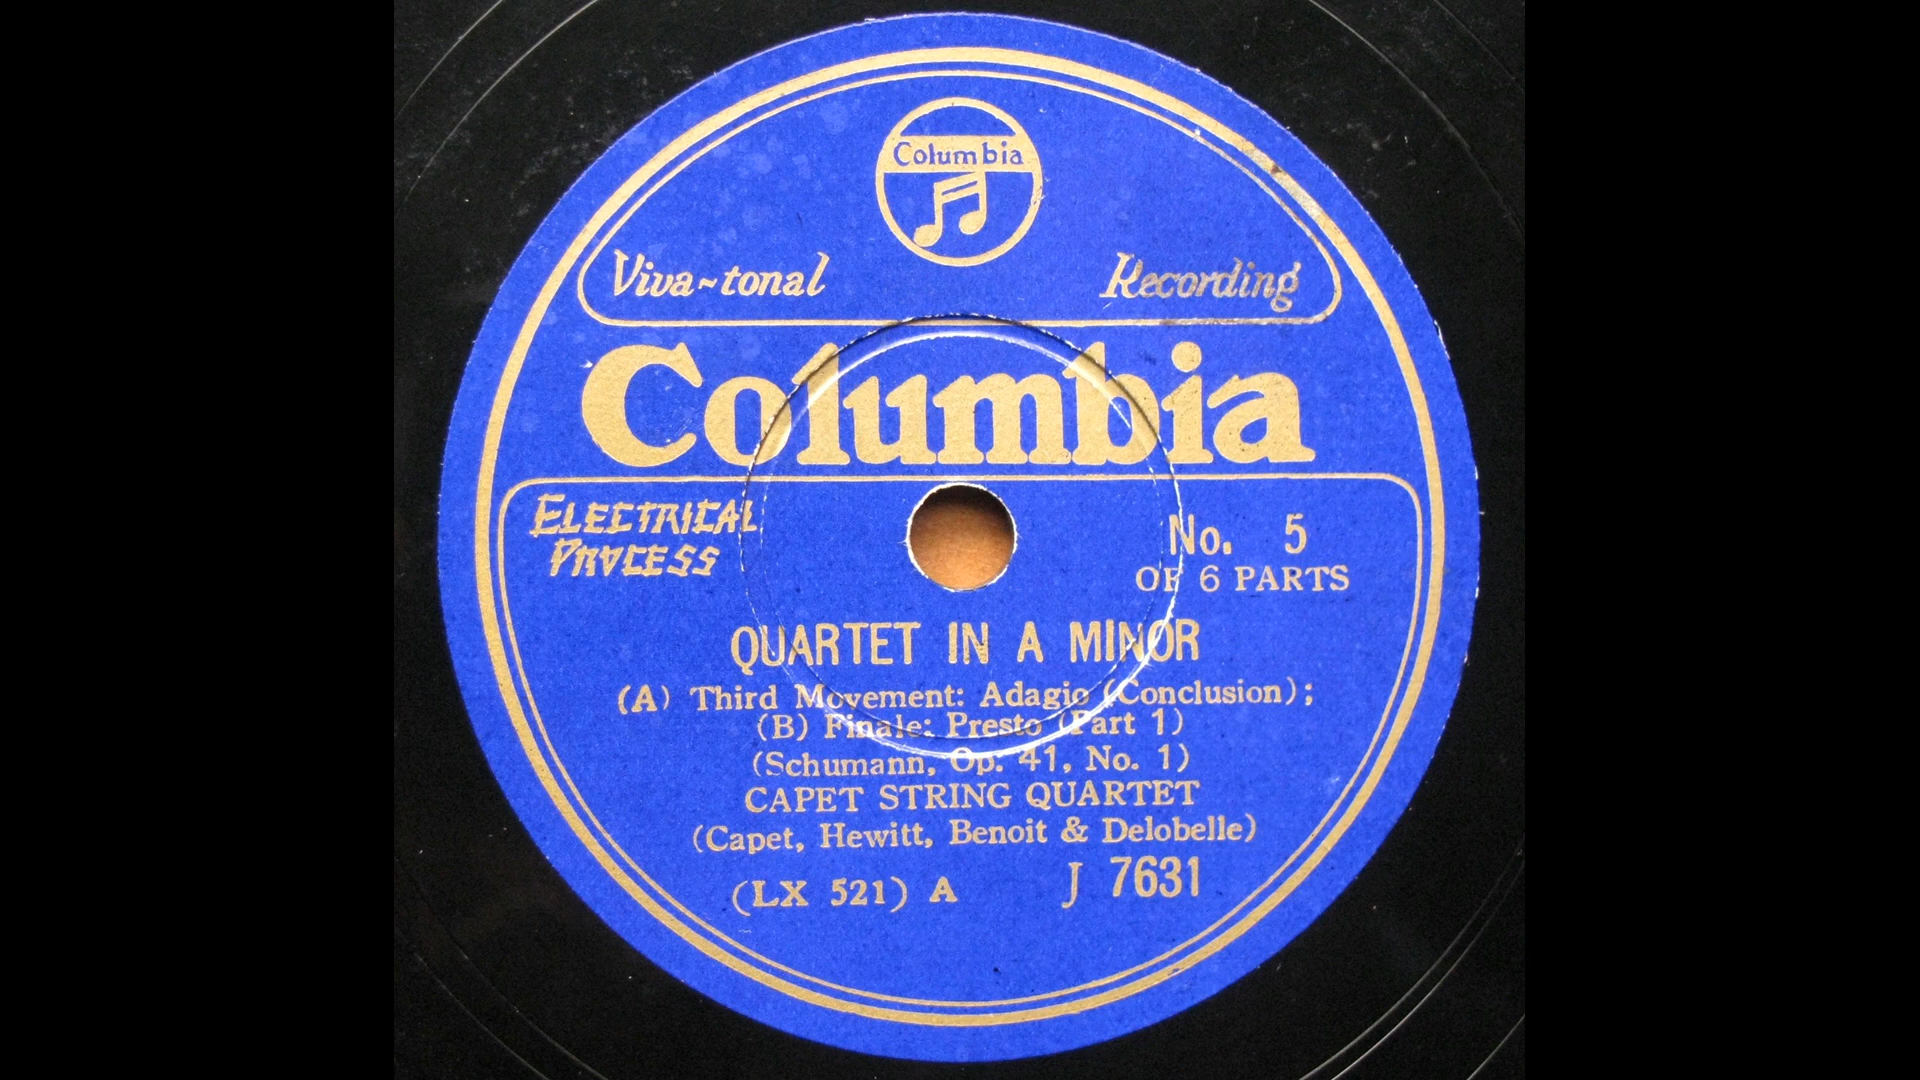 Columbia
Viva~tonal Recording
Columbia
ELECTRICAL
PROCESS
No. 5
OF 6 PARTS
QUARTET IN A MINOR
(A) Third Movement: Adagio (Conclusion);
(B) Finale: Presto (Part 1)
(Schumann, Op. 41, No. 1)
CAPET STRING QUARTET
(Capet, Hewitt, Benoit & Delobelle)
(LX 521) A J 7631